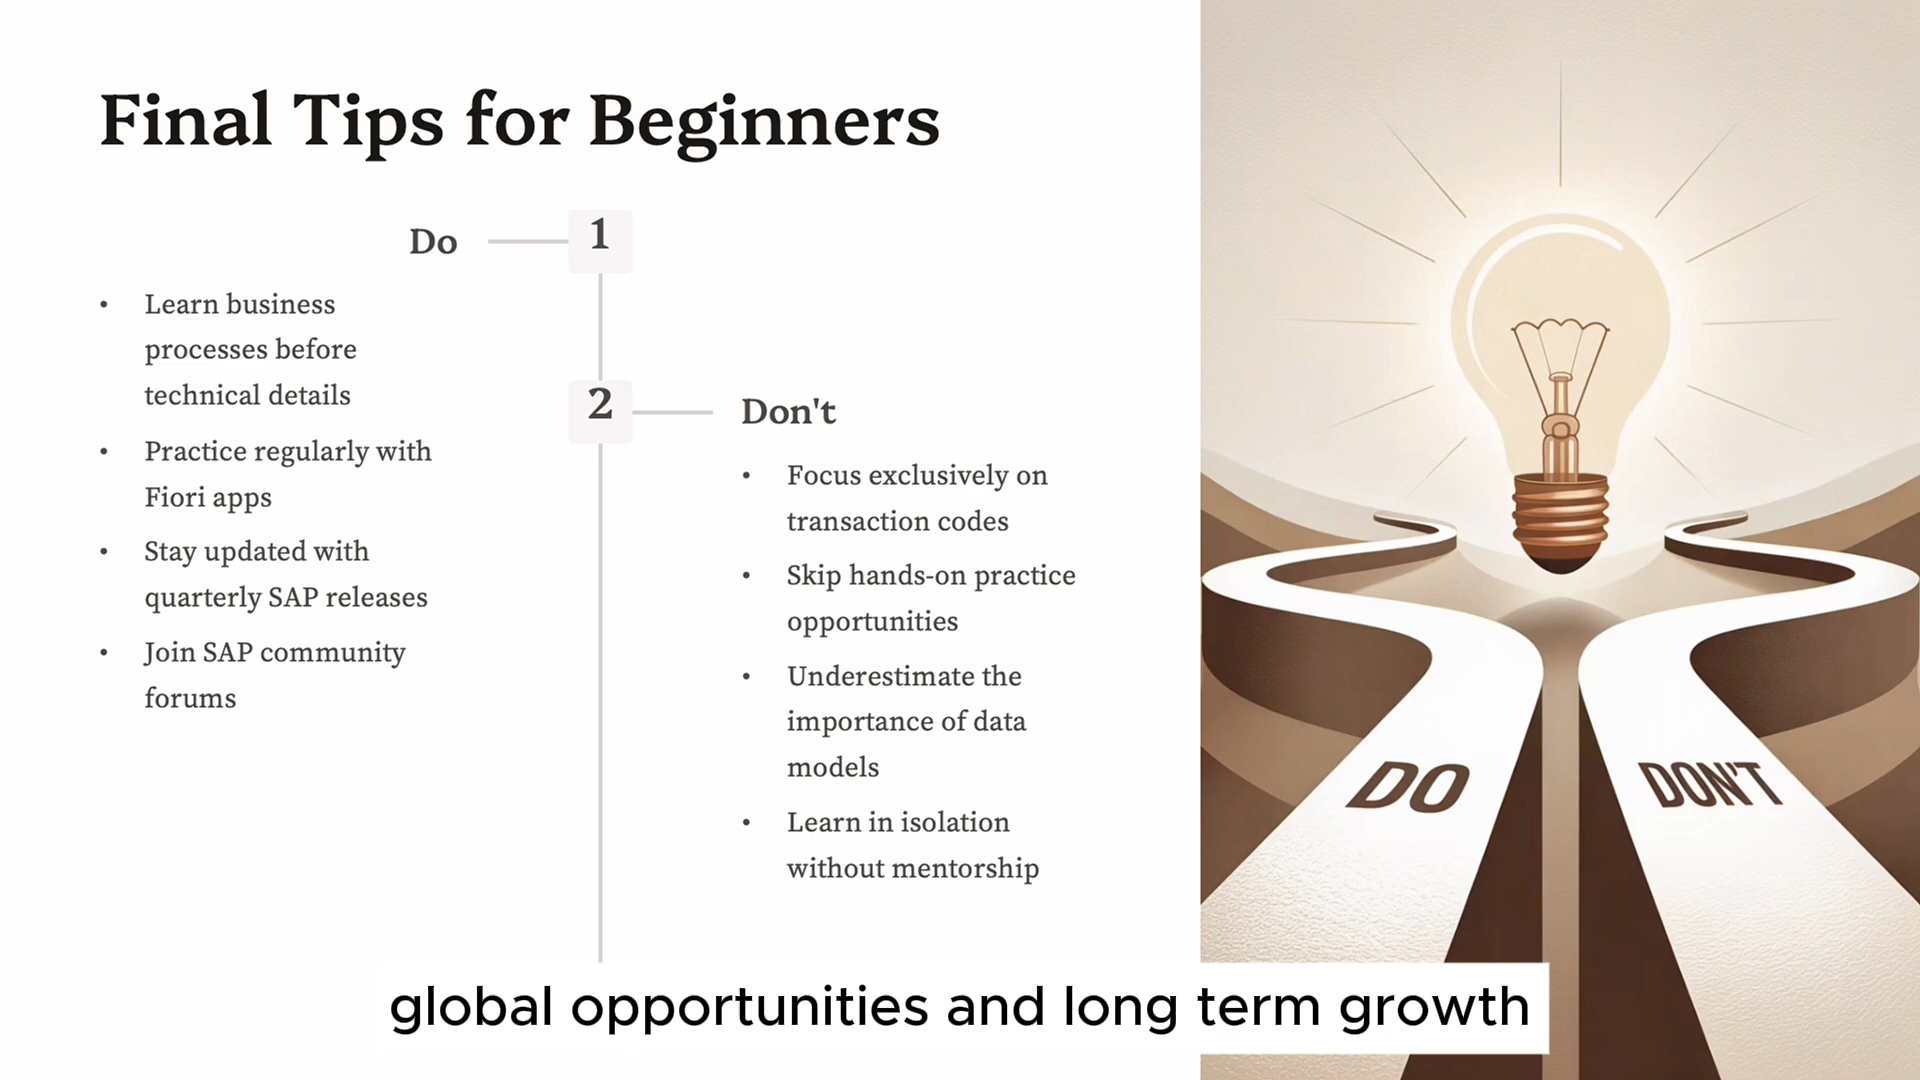 Final Tips for Beginners
Do
1
• Learn business
processes before
technical details
• Practice regularly with
Fiori apps
• Stay updated with
quarterly SAP releases
• Join SAP community
forums
2
Don't
• Focus exclusively on
transaction codes
• Skip hands-on practice
opportunities
• Underestimate the
importance of data
models
• Learn in isolation
without mentorship
DO
DON'T
global opportunities and long term growth